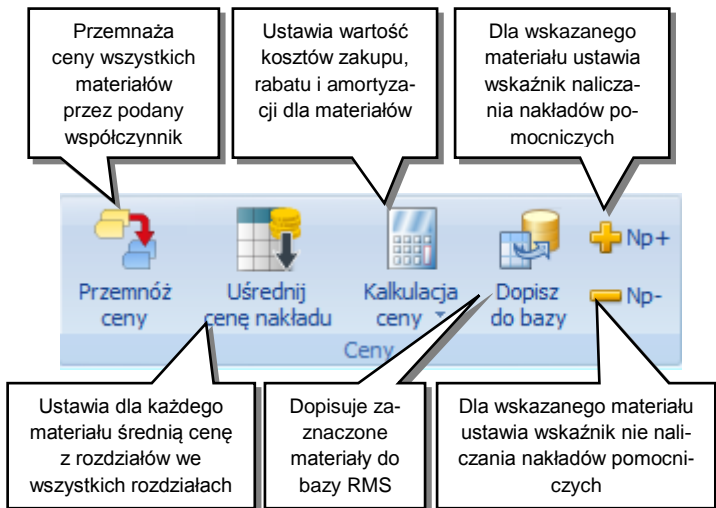 Przemnaża
ceny wszystkich
materiałów
przez podany
współczynnik
Ustawia wartość
kosztów zakupu,
rabatu i amortyza-
cji dla materiałów
Dla wskazanego
materiału ustawia
wskaźnik nalicza-
nia nakładów po-
mocniczych
Przemnóż
ceny
Uśrednij
cenę nakładu
Kalkulacja
ceny
Dopisz
do bazy
Np+
Np-
Ceny
Ustawia dla każdego
materiału średnią cenę
z rozdziałów we
wszystkich rozdziałach
Dopisuje za-
znaczone
materiały do
bazy RMS
Dla wskazanego materiału
ustawia wskaźnik nie nali-
czania nakładów pomocni-
czych